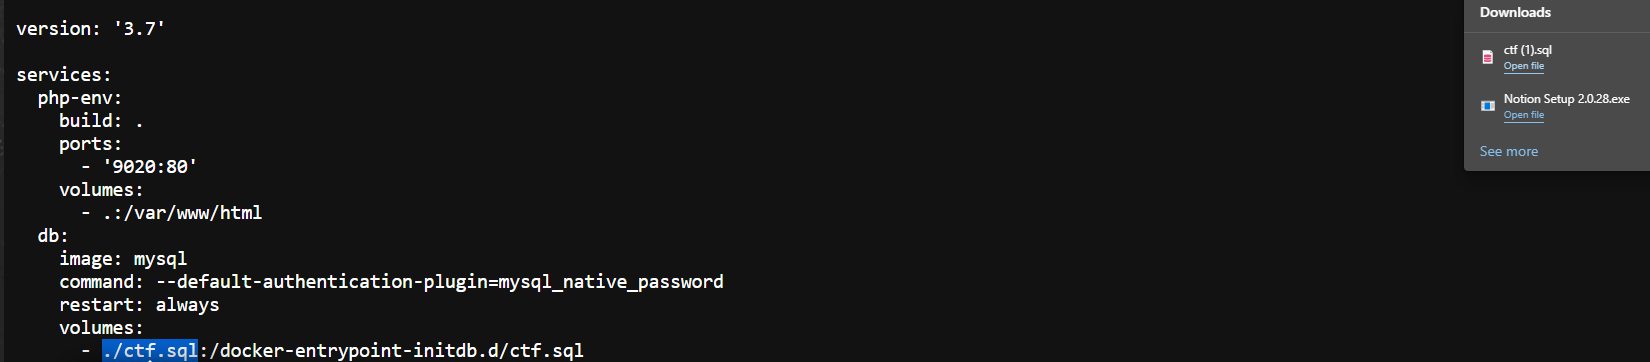 version: '3.7'
services:
php-env:
build: .
ports:
- '9020:80'
volumes:
- .:/var/www/html
db:
image: mysql
command: --default-authentication-plugin=mysql_native_password
restart: always
volumes:
- ./ctf.sql:/docker-entrypoint-initdb.d/ctf.sql
Downloads
ctf (1).sql
Open file
Notion Setup 2.0.28.exe
Open file
See more